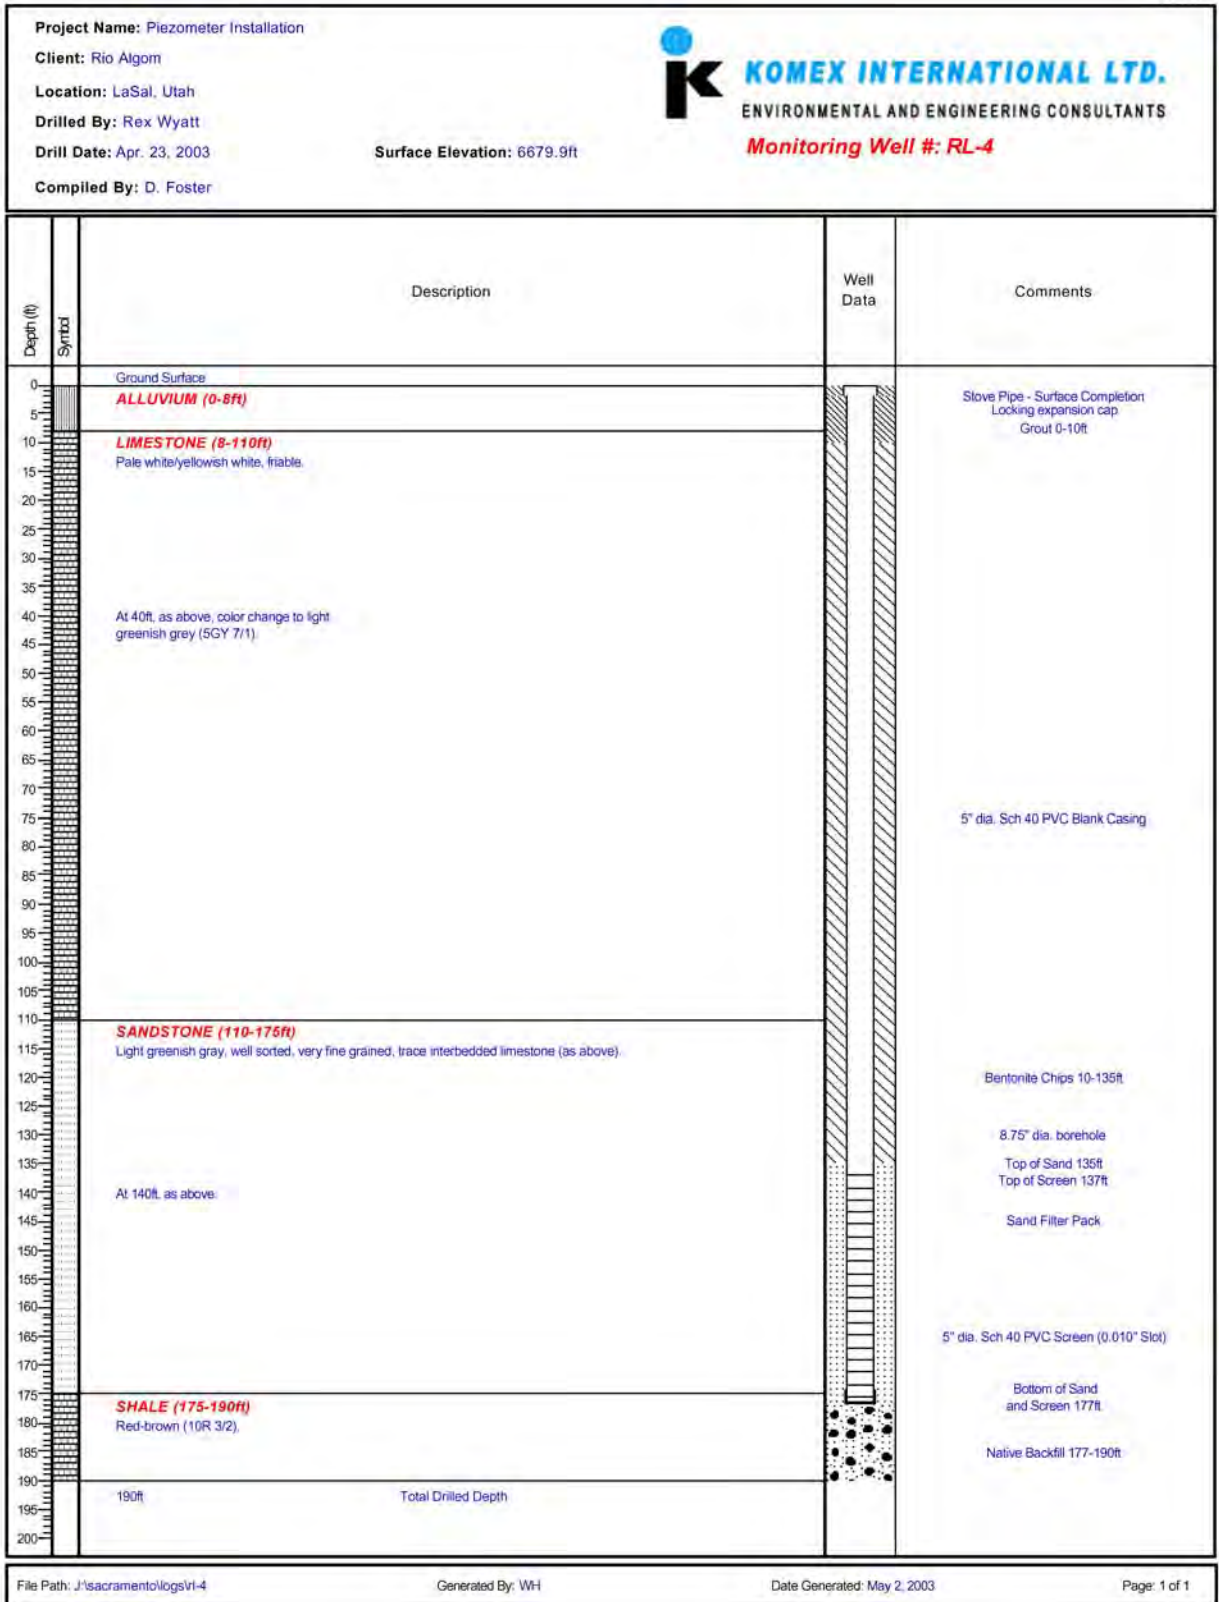 Project Name: Piezometer Installation
Client: Rio Algom
Location: LaSal, Utah
Drilled By: Rex Wyatt
Drill Date: Apr. 23, 2003
Surface Elevation: 6679.9ft
Compiled By: D. Foster
KOMEX INTERNATIONAL LTD.
ENVIRONMENTAL AND ENGINEERING CONSULTANTS
Monitoring Well #: RL-4
Depth (ft)
Symbol
Description
Well
Data
Comments
Ground Surface
0
ALLUVIUM (0-8ft)
Stove Pipe - Surface Completion
Locking expansion cap
5
Grout 0-10ft
10
LIMESTONE (8-110ft)
Pale white/yellowish white, friable.
15
20
25
30
35
40
At 40ft, as above, color change to light
greenish grey (5GY 7/1).
45
50
55
60
65
70
75
5" dia. Sch 40 PVC Blank Casing
80
85
90
95
100
105
110
SANDSTONE (110-175ft)
Light greenish gray, well sorted, very fine grained, trace interbedded limestone (as above).
115
120
Bentonite Chips 10-135ft
125
130
8.75" dia. borehole
135
Top of Sand 135ft
Top of Screen 137ft
140
At 140ft, as above.
145
Sand Filter Pack
150
155
160
165
5" dia. Sch 40 PVC Screen (0.010" Slot)
170
175
Bottom of Sand
and Screen 177ft
SHALE (175-190ft)
Red-brown (10R 3/2).
180
185
Native Backfill 177-190ft
190
190ft Total Drilled Depth
195
200
File Path: J:\sacramento\logs\rl-4
Generated By: WH
Date Generated: May 2, 2003
Page: 1 of 1